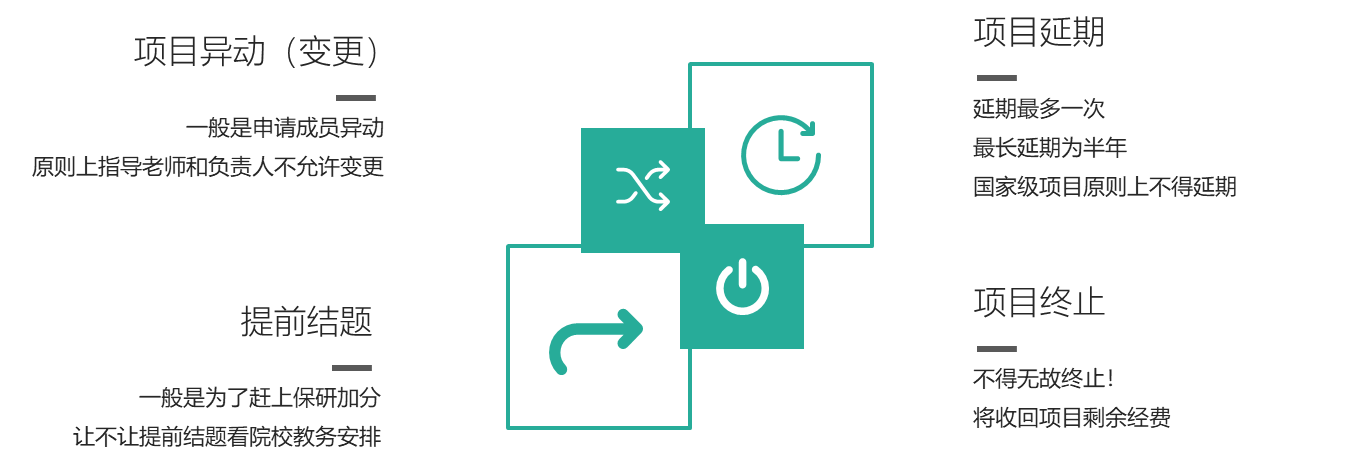 项目异动（变更）
一般是申请成员异动
原则上指导老师和负责人不允许变更
项目延期
延期最多一次
最长延期为半年
国家级项目原则上不得延期
提前结题
一般是为了赶上保研加分
让不让提前结题看院校教务安排
项目终止
不得无故终止！
将收回项目剩余经费